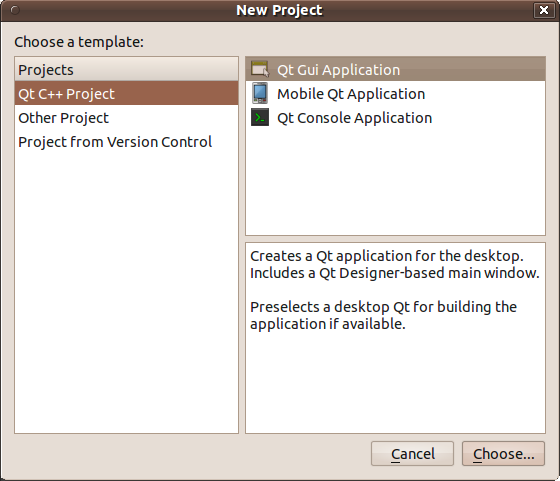 New Project
Choose a template:
Projects
Qt C++ Project
Other Project
Project from Version Control
Qt Gui Application
Mobile Qt Application
Qt Console Application
Creates a Qt application for the desktop.
Includes a Qt Designer-based main window.
Preselects a desktop Qt for building the
application if available.
Cancel
Choose...